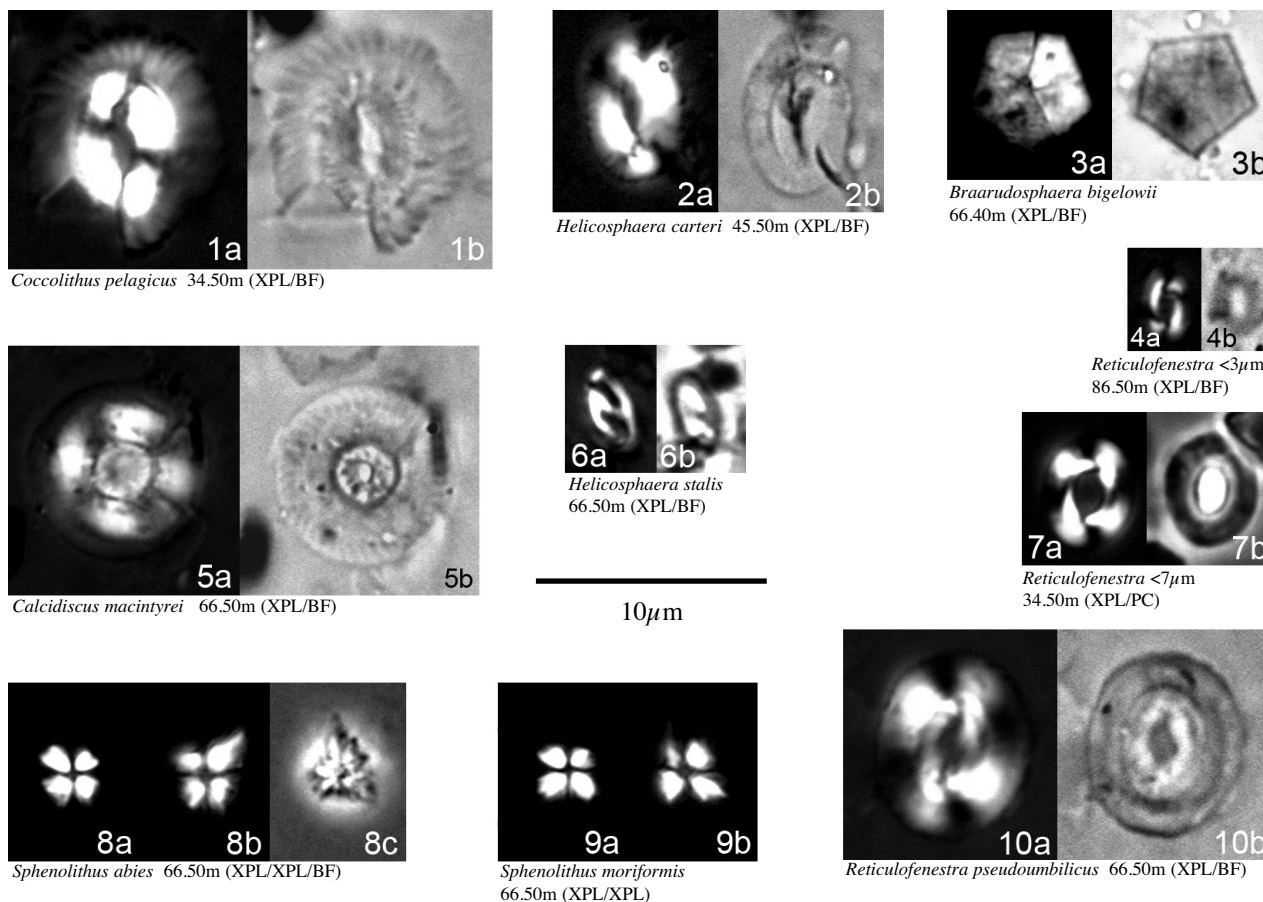 1a 1b
Coccolithus pelagicus 34.50m (XPL/BF)
2a 2b
Helicosphaera carteri 45.50m (XPL/BF)
3a 3b
Braarudosphaera bigelowii
66.40m (XPL/BF)
4a 4b
Reticulofenestra <3µm
86.50m (XPL/BF)
5a 5b
Calcidiscus macintyrei 66.50m (XPL/BF)
6a 6b
Helicosphaera stalis
66.50m (XPL/BF)
7a 7b
Reticulofenestra <7µm
34.50m (XPL/PC)
10µm
8a 8b 8c
Sphenolithus abies 66.50m (XPL/XPL/BF)
9a 9b
Sphenolithus moriformis
66.50m (XPL/XPL)
10a 10b
Reticulofenestra pseudoumbilicus 66.50m (XPL/BF)